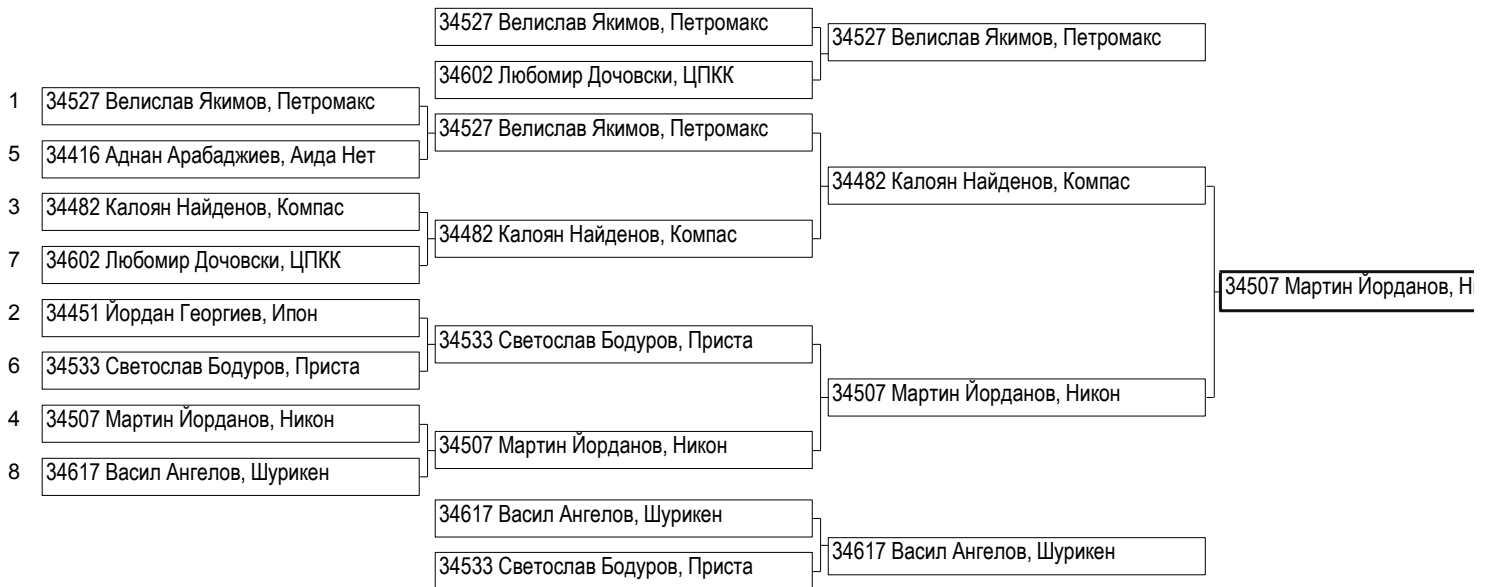 34527 Велислав Якимов, Петромакс
34527 Велислав Якимов, Петромакс
34602 Любомир Дочовски, ЦПКК
1 34527 Велислав Якимов, Петромакс
34527 Велислав Якимов, Петромакс
5 34416 Аднан Арабаджиев, Аида Нет
34482 Калоян Найденов, Компас
3 34482 Калоян Найденов, Компас
34482 Калоян Найденов, Компас
7 34602 Любомир Дочовски, ЦПКК
34507 Мартин Йорданов,
2 34451 Йордан Георгиев, Ипон
34533 Светослав Бодуров, Приста
6 34533 Светослав Бодуров, Приста
34507 Мартин Йорданов, Никон
4 34507 Мартин Йорданов, Никон
34507 Мартин Йорданов, Никон
8 34617 Васил Ангелов, Шурикен
34617 Васил Ангелов, Шурикен
34617 Васил Ангелов, Шурикен
34533 Светослав Бодуров, Приста